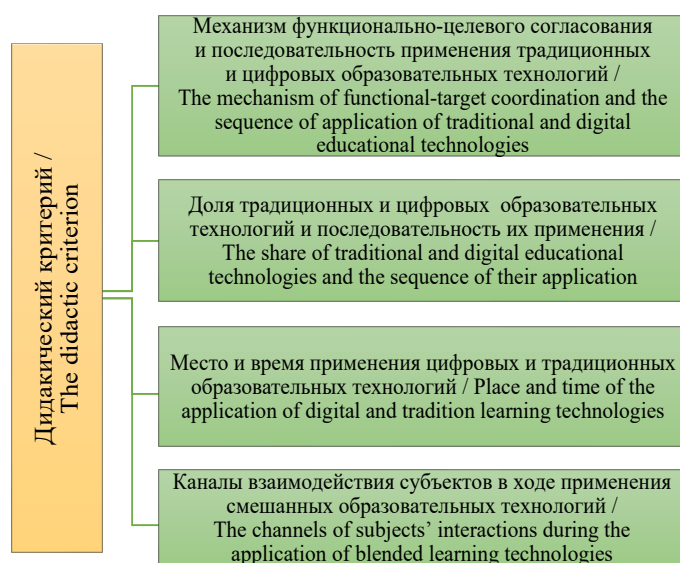 Дидакический критерий /
The didactic criterion
Механизм функционально-целевого согласования
и последовательность применения традиционных
и цифровых образовательных технологий /
The mechanism of functional-target coordination and the
sequence of application of traditional and digital
educational technologies
Доля традиционных и цифровых образовательных
технологий и последовательность их применения /
The share of traditional and digital educational
technologies and the sequence of their application
Место и время применения цифровых и традиционных
образовательных технологий / Place and time of the
application of digital and tradition learning technologies
Каналы взаимодействия субъектов в ходе применения
смешанных образовательных технологий /
The channels of subjects’ interactions during the
application of blended learning technologies